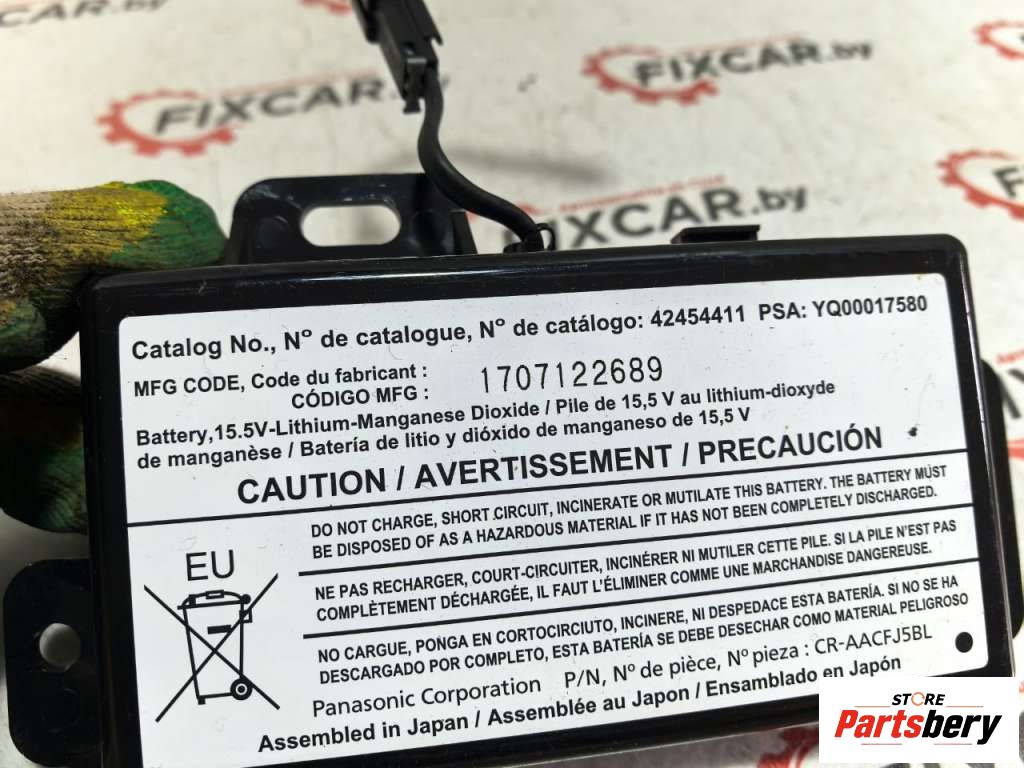 FIXCAR.by
FIXCAR.by
FIXCAR.by
FIXCAR.by
Catalog No., Nº de catalogue, Nº de catálogo: 42454411 PSA: YQ00017580
MFG CODE, Code du fabricant :
CÓDIGO MFG : 1707122689
Battery,15.5V-Lithium-Manganese Dioxide / Pile de 15,5 V au lithium-dioxyde
de manganèse / Batería de litio y dióxido de manganeso de 15,5 V
CAUTION / AVERTISSEMENT / PRECAUCIÓN
EU
DO NOT CHARGE, SHORT CIRCUIT, INCINERATE OR MUTILATE THIS BATTERY. THE BATTERY MUST
BE DISPOSED OF AS A HAZARDOUS MATERIAL IF IT HAS NOT BEEN COMPLETELY DISCHARGED.
NE PAS RECHARGER, COURT-CIRCUITER, INCINÉRER NI MUTILER CETTE PILE. SI LA PILE N'EST PAS
COMPLÈTEMENT DÉCHARGÉE, IL FAUT L'ÉLIMINER COMME UNE MARCHANDISE DANGEREUSE.
NO CARGUE, PONGA EN CORTOCIRCIUTO, INCINERE, NI DESPEDACE ESTA BATERÍA. SI NO SE HA
DESCARGADO POR COMPLETO, ESTA BATERÍA SE DEBE DESECHAR COMO MATERIAL PELIGROSO
Panasonic Corporation P/N, Nº de pièce, Nº pieza : CR-AACFJ5BL
Assembled in Japan / Assemblée au Japon / Ensamblado en Japón
STORE
Partsbery